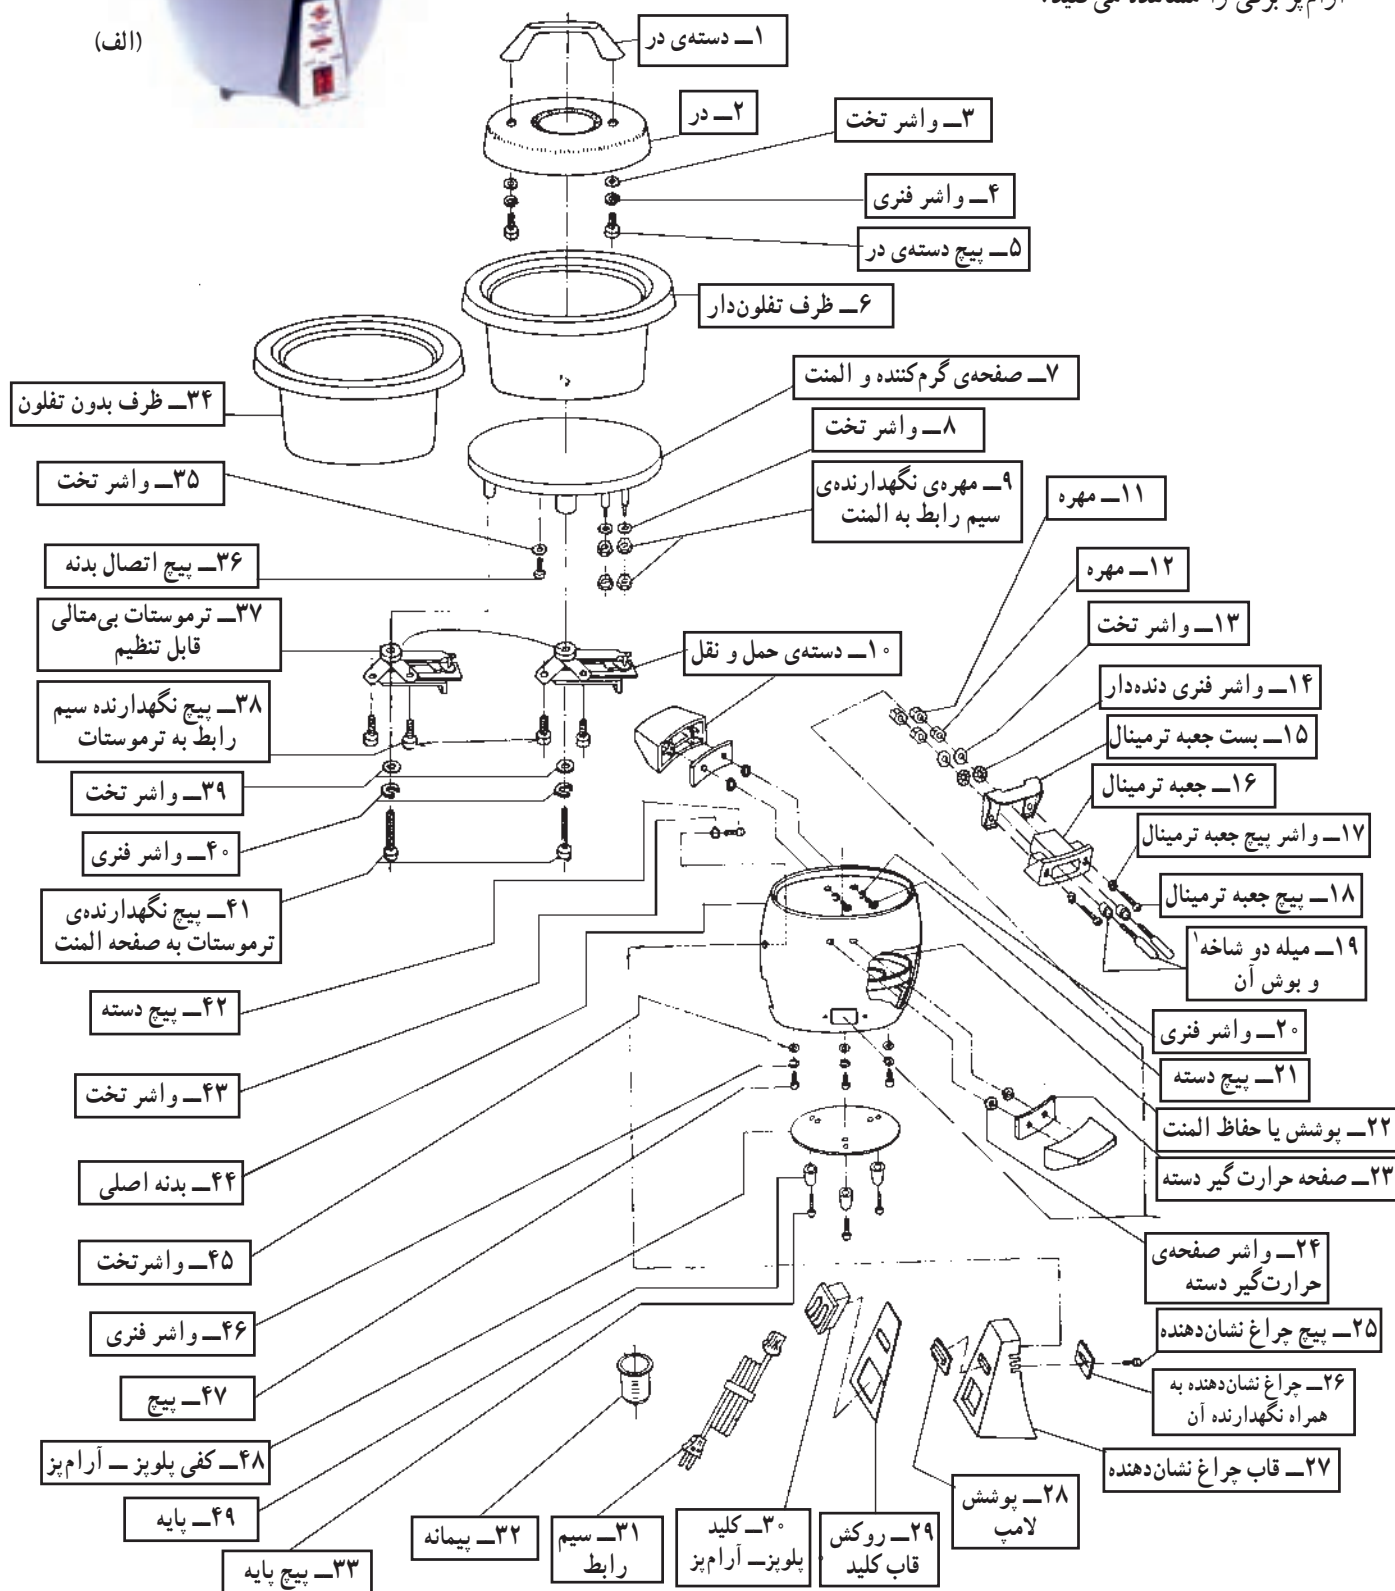 آرام‌پز برقی را مشاهده می‌کنید.
(الف)
۱ــ دسته‌ی در
۲ــ در
۳ــ واشر تخت
۴ــ واشر فنری
۵ــ پیچ دسته‌ی در
۶ــ ظرف تفلون‌دار
۷ــ صفحه‌ی گرم‌کننده و المنت
۸ــ واشر تخت
۹ــ مهره‌ی نگهدارنده‌ی
سیم رابط به المنت
۱۰ــ دسته‌ی حمل و نقل
۱۱ــ مهره
۱۲ــ مهره
۱۳ــ واشر تخت
۱۴ــ واشر فنری دنده‌دار
۱۵ــ بست جعبه ترمینال
۱۶ــ جعبه ترمینال
۱۷ــ واشر پیچ جعبه ترمینال
۱۸ــ پیچ جعبه ترمینال
۱۹ــ میله دو شاخه۱
و بوش آن
۲۰ــ واشر فنری
۲۱ــ پیچ دسته
۲۲ــ پوشش یا حفاظ المنت
۲۳ــ صفحه حرارت گیر دسته
۲۴ــ واشر صفحه‌ی
حرارت‌گیر دسته
۲۵ــ پیچ چراغ نشان‌دهنده
۲۶ــ چراغ نشان‌دهنده به
همراه نگهدارنده آن
۲۷ــ قاب چراغ نشان‌دهنده
۲۸ــ پوشش
لامپ
۲۹ــ روکش
قاب کلید
۳۰ــ کلید
پلوپز ــ آرام‌پز
۳۱ــ سیم
رابط
۳۲ــ پیمانه
۳۳ــ پیچ پایه
۳۴ــ ظرف بدون تفلون
۳۵ــ واشر تخت
۳۶ــ پیچ اتصال بدنه
۳۷ــ ترموستات بی‌متالی
قابل تنظیم
۳۸ــ پیچ نگهدارنده سیم
رابط به ترموستات
۳۹ــ واشر تخت
۴۰ــ واشر فنری
۴۱ــ پیچ نگهدارنده‌ی
ترموستات به صفحه المنت
۴۲ــ پیچ دسته
۴۳ــ واشر تخت
۴۴ــ بدنه اصلی
۴۵ــ واشرتخت
۴۶ــ واشر فنری
۴۷ــ پیچ
۴۸ــ کفی پلوپز ــ آرام‌پز
۴۹ــ پایه